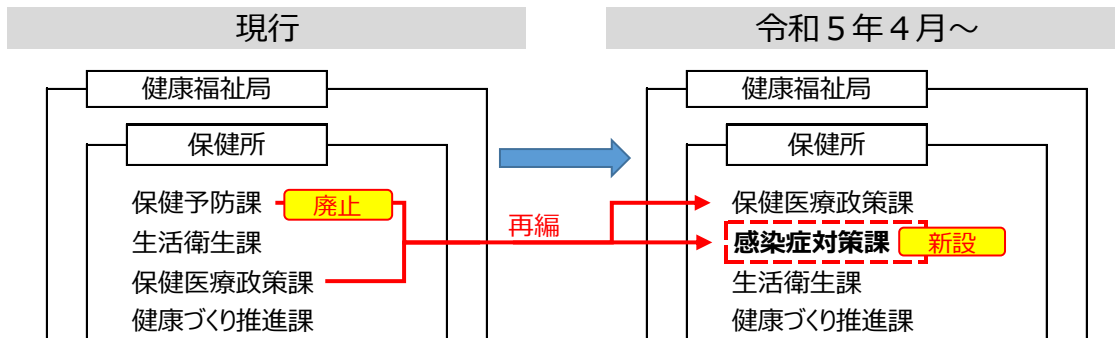 現行
健康福祉局
保健所
保健予防課 廃止
生活衛生課
保健医療政策課
健康づくり推進課
再編
令和５年４月～
健康福祉局
保健所
保健医療政策課
感染症対策課 新設
生活衛生課
健康づくり推進課